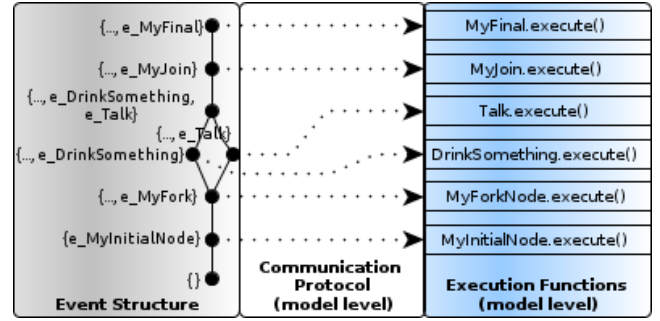 {..., e_MyFinal}
MyFinal.execute()
{..., e_MyJoin}
MyJoin.execute()
{..., e_DrinkSomething,
e_Talk}
Talk.execute()
{..., e_Talk}
{..., e_DrinkSomething}
DrinkSomething.execute()
{..., e_MyFork}
MyForkNode.execute()
{e_MyInitialNode}
MyInitialNode.execute()
{}
Event Structure
Communication
Protocol
(model level)
Execution Functions
(model level)